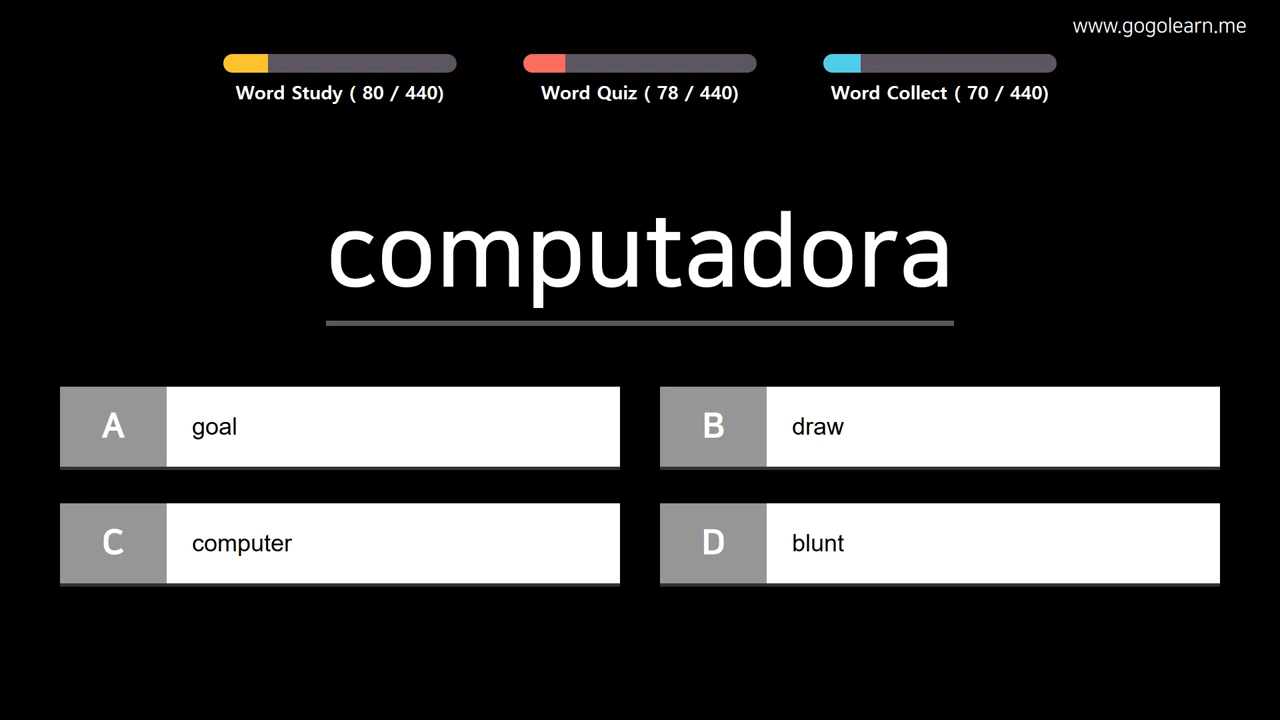 www.gogolearn.me
Word Study ( 80 / 440)
Word Quiz ( 78 / 440)
Word Collect ( 70 / 440)
computadora
A goal
B draw
C computer
D blunt